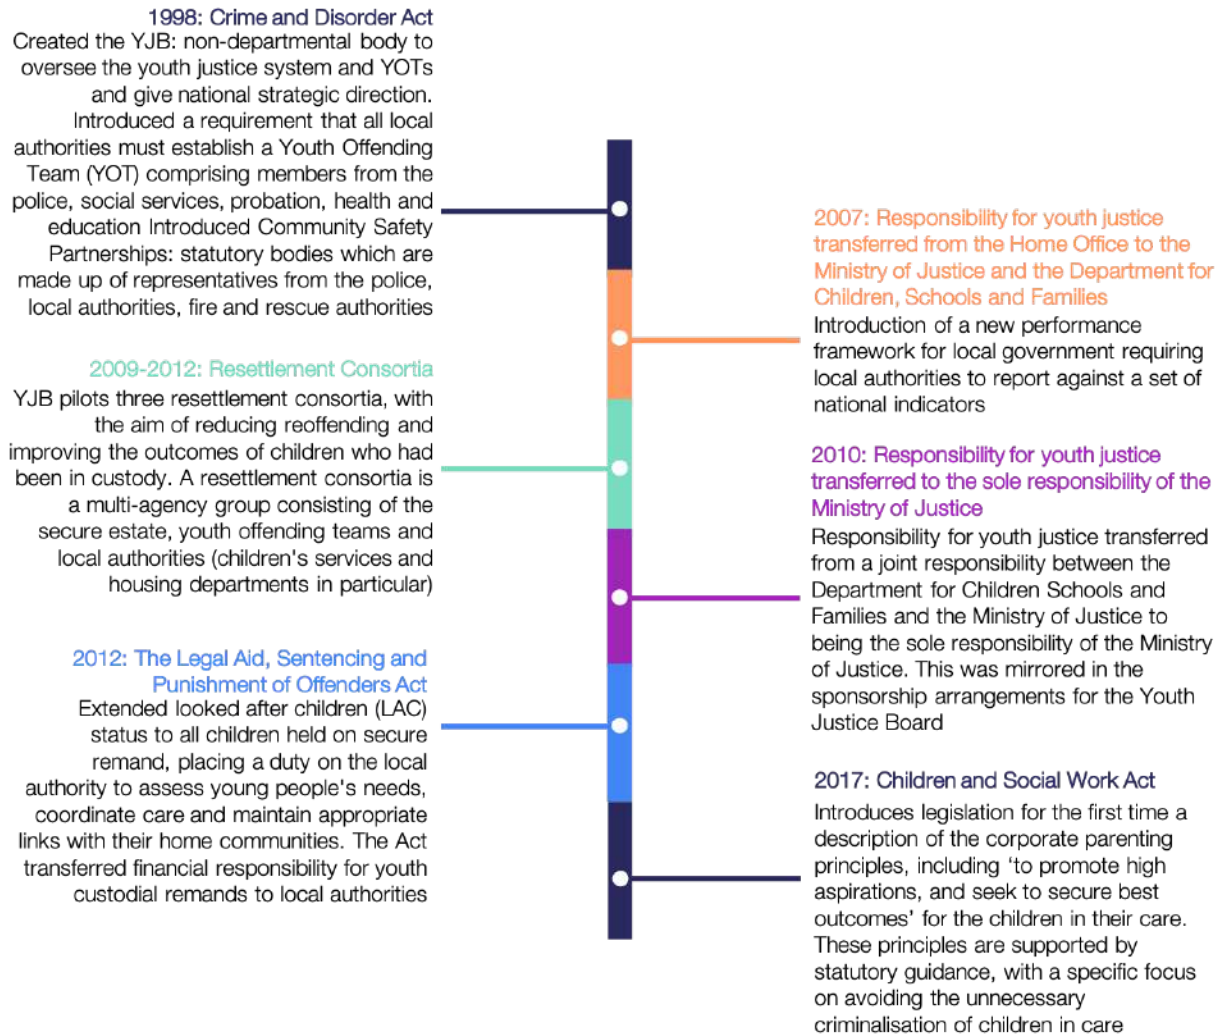 1998: Crime and Disorder Act
Created the YJB: non-departmental body to
oversee the youth justice system and YOTs
and give national strategic direction.
Introduced a requirement that all local
authorities must establish a Youth Offending
Team (YOT) comprising members from the
police, social services, probation, health and
education Introduced Community Safety
Partnerships: statutory bodies which are
made up of representatives from the police,
local authorities, fire and rescue authorities
2007: Responsibility for youth justice
transferred from the Home Office to the
Ministry of Justice and the Department for
Children, Schools and Families
Introduction of a new performance
framework for local government requiring
local authorities to report against a set of
national indicators
2009-2012: Resettlement Consortia
YJB pilots three resettlement consortia, with
the aim of reducing reoffending and
improving the outcomes of children who had
been in custody. A resettlement consortia is
a multi-agency group consisting of the
secure estate, youth offending teams and
local authorities (children's services and
housing departments in particular)
2010: Responsibility for youth justice
transferred to the sole responsibility of the
Ministry of Justice
Responsibility for youth justice transferred
from a joint responsibility between the
Department for Children Schools and
Families and the Ministry of Justice to
being the sole responsibility of the Ministry
of Justice. This was mirrored in the
sponsorship arrangements for the Youth
Justice Board
2012: The Legal Aid, Sentencing and
Punishment of Offenders Act
Extended looked after children (LAC)
status to all children held on secure
remand, placing a duty on the local
authority to assess young people's needs,
coordinate care and maintain appropriate
links with their home communities. The Act
transferred financial responsibility for youth
custodial remands to local authorities
2017: Children and Social Work Act
Introduces legislation for the first time a
description of the corporate parenting
principles, including ‘to promote high
aspirations, and seek to secure best
outcomes’ for the children in their care.
These principles are supported by
statutory guidance, with a specific focus
on avoiding the unnecessary
criminalisation of children in care